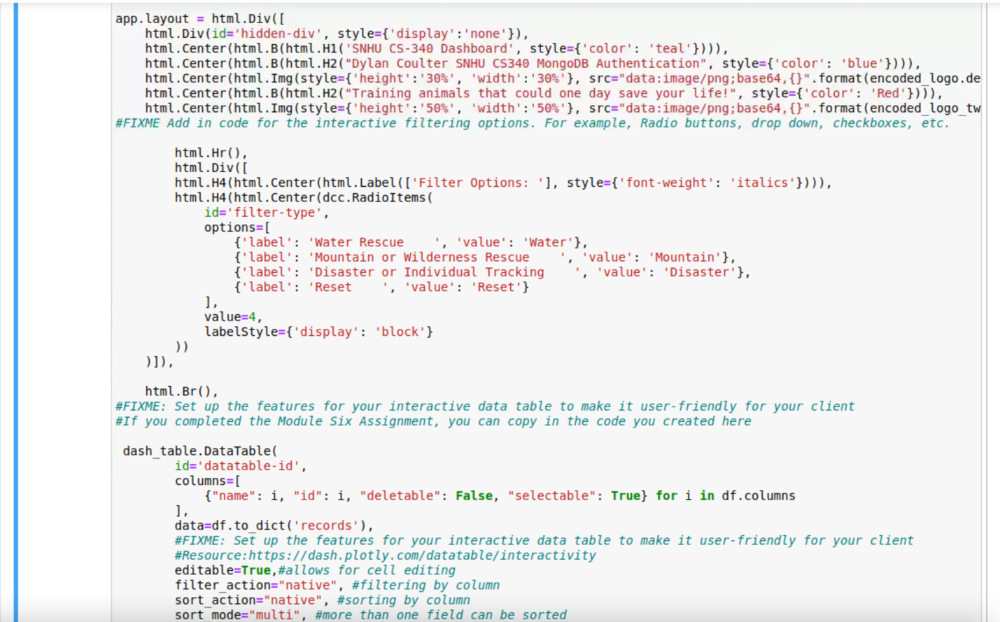 app.layout = html.Div([
    html.Div(id='hidden-div', style={'display':'none'}),
    html.Center(html.B(html.H1('SNHU CS-340 Dashboard', style={'color': 'teal'}))),
    html.Center(html.B(html.H2("Dylan Coulter SNHU CS340 MongoDB Authentication", style={'color': 'blue'}))),
    html.Center(html.Img(style={'height':'30%', 'width':'30%'}, src="data:image/png;base64,{}".format(encoded_logo.de
    html.Center(html.B(html.H2("Training animals that could one day save your life!", style={'color': 'Red'}))),
    html.Center(html.Img(style={'height':'50%', 'width':'50%'}, src="data:image/png;base64,{}".format(encoded_logo_tw
#FIXME Add in code for the interactive filtering options. For example, Radio buttons, drop down, checkboxes, etc.
        html.Hr(),
        html.Div([
        html.H4(html.Center(html.Label(['Filter Options: '], style={'font-weight': 'italics'}))),
        html.H4(html.Center(dcc.RadioItems(
            id='filter-type',
            options=[
                {'label': 'Water Rescue    ', 'value': 'Water'},
                {'label': 'Mountain or Wilderness Rescue    ', 'value': 'Mountain'},
                {'label': 'Disaster or Individual Tracking    ', 'value': 'Disaster'},
                {'label': 'Reset    ', 'value': 'Reset'}
            ],
            value=4,
            labelStyle={'display': 'block'}
        ))
    )]),
    html.Br(),
#FIXME: Set up the features for your interactive data table to make it user-friendly for your client
#If you completed the Module Six Assignment, you can copy in the code you created here
 dash_table.DataTable(
        id='datatable-id',
        columns=[
            {"name": i, "id": i, "deletable": False, "selectable": True} for i in df.columns
        ],
        data=df.to_dict('records'),
        #FIXME: Set up the features for your interactive data table to make it user-friendly for your client
        #Resource:https://dash.plotly.com/datatable/interactivity
        editable=True,#allows for cell editing
        filter_action="native", #filtering by column
        sort_action="native", #sorting by column
        sort_mode="multi", #more than one field can be sorted